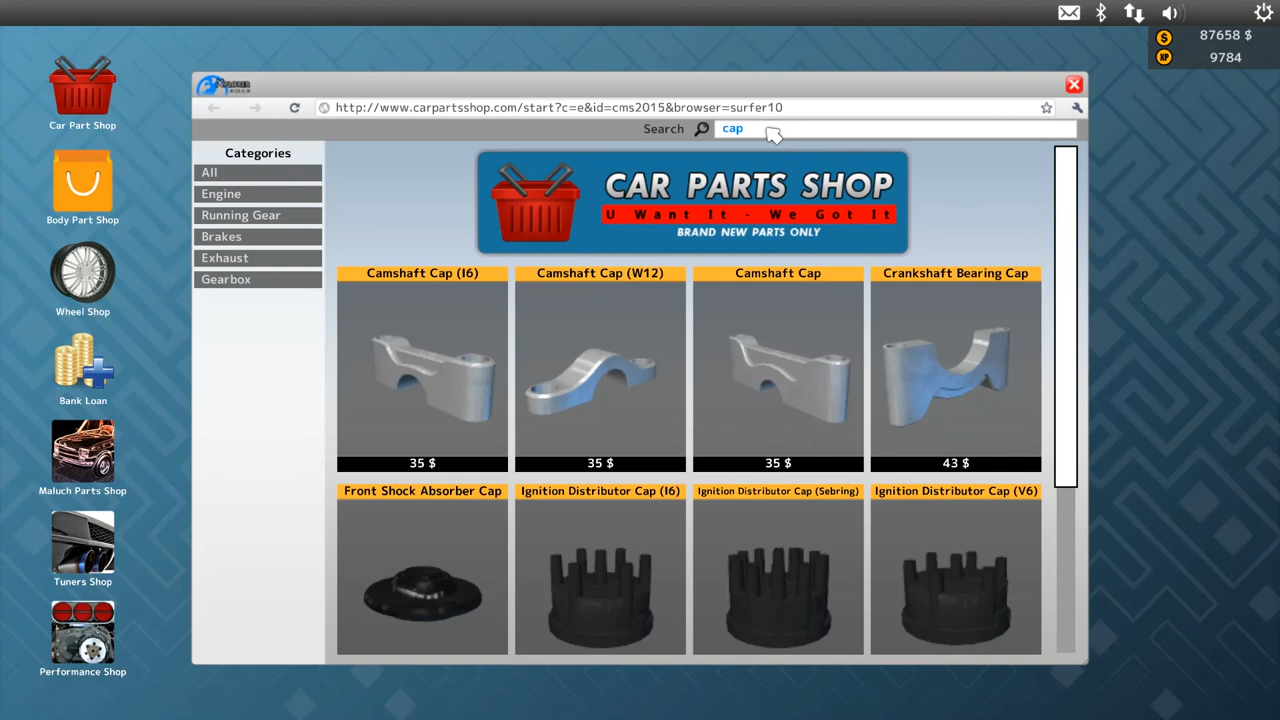 87658 $
9784
Car Part Shop
Body Part Shop
Wheel Shop
Bank Loan
Maluch Parts Shop
Tuners Shop
Performance Shop
http://www.carpartsshop.com/start?c=e&id=cms2015&browser=surfer10
Search cap
Categories
All
Engine
Running Gear
Brakes
Exhaust
Gearbox
CAR PARTS SHOP
U Want It - We Got It
BRAND NEW PARTS ONLY
Camshaft Cap (I6)
35 $
Camshaft Cap (W12)
35 $
Camshaft Cap
35 $
Crankshaft Bearing Cap
43 $
Front Shock Absorber Cap
Ignition Distributor Cap (I6)
Ignition Distributor Cap (Sebring)
Ignition Distributor Cap (V6)